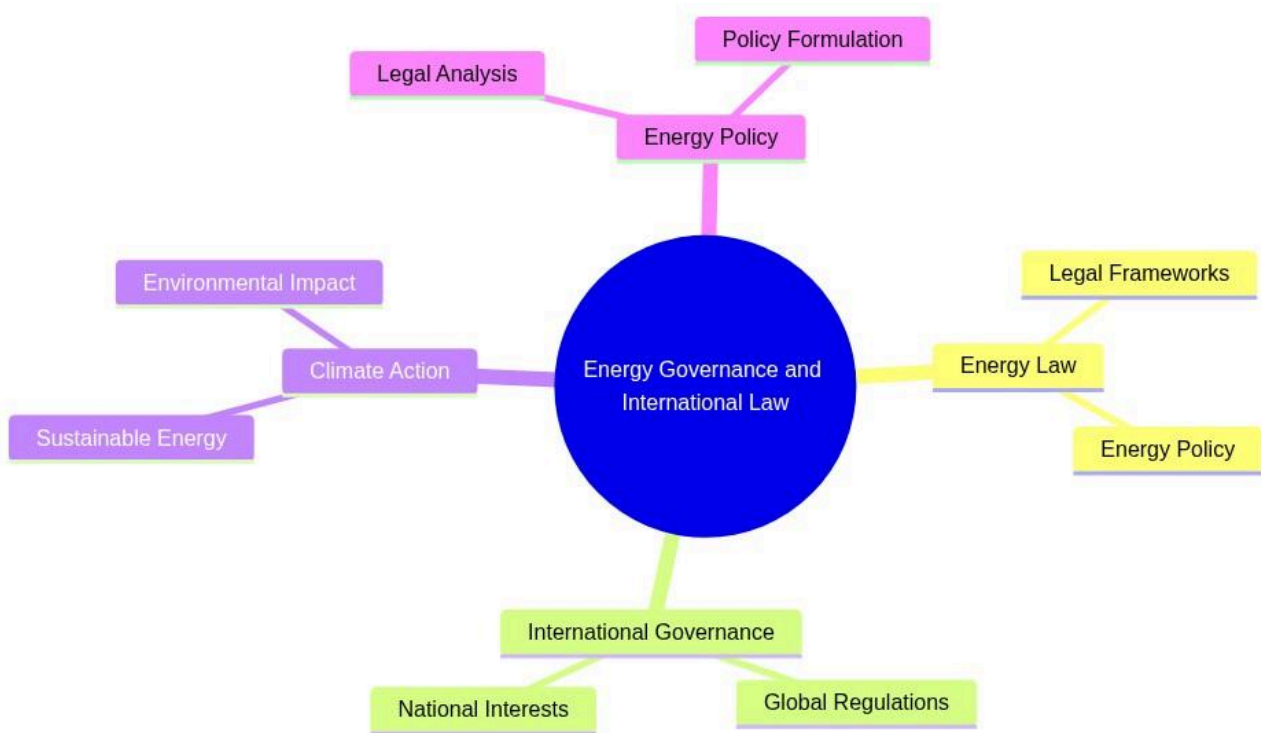 Policy Formulation
Legal Analysis
Energy Policy
Environmental Impact
Legal Frameworks
Climate Action
Energy Governance and
International Law
Energy Law
Sustainable Energy
Energy Policy
International Governance
National Interests
Global Regulations